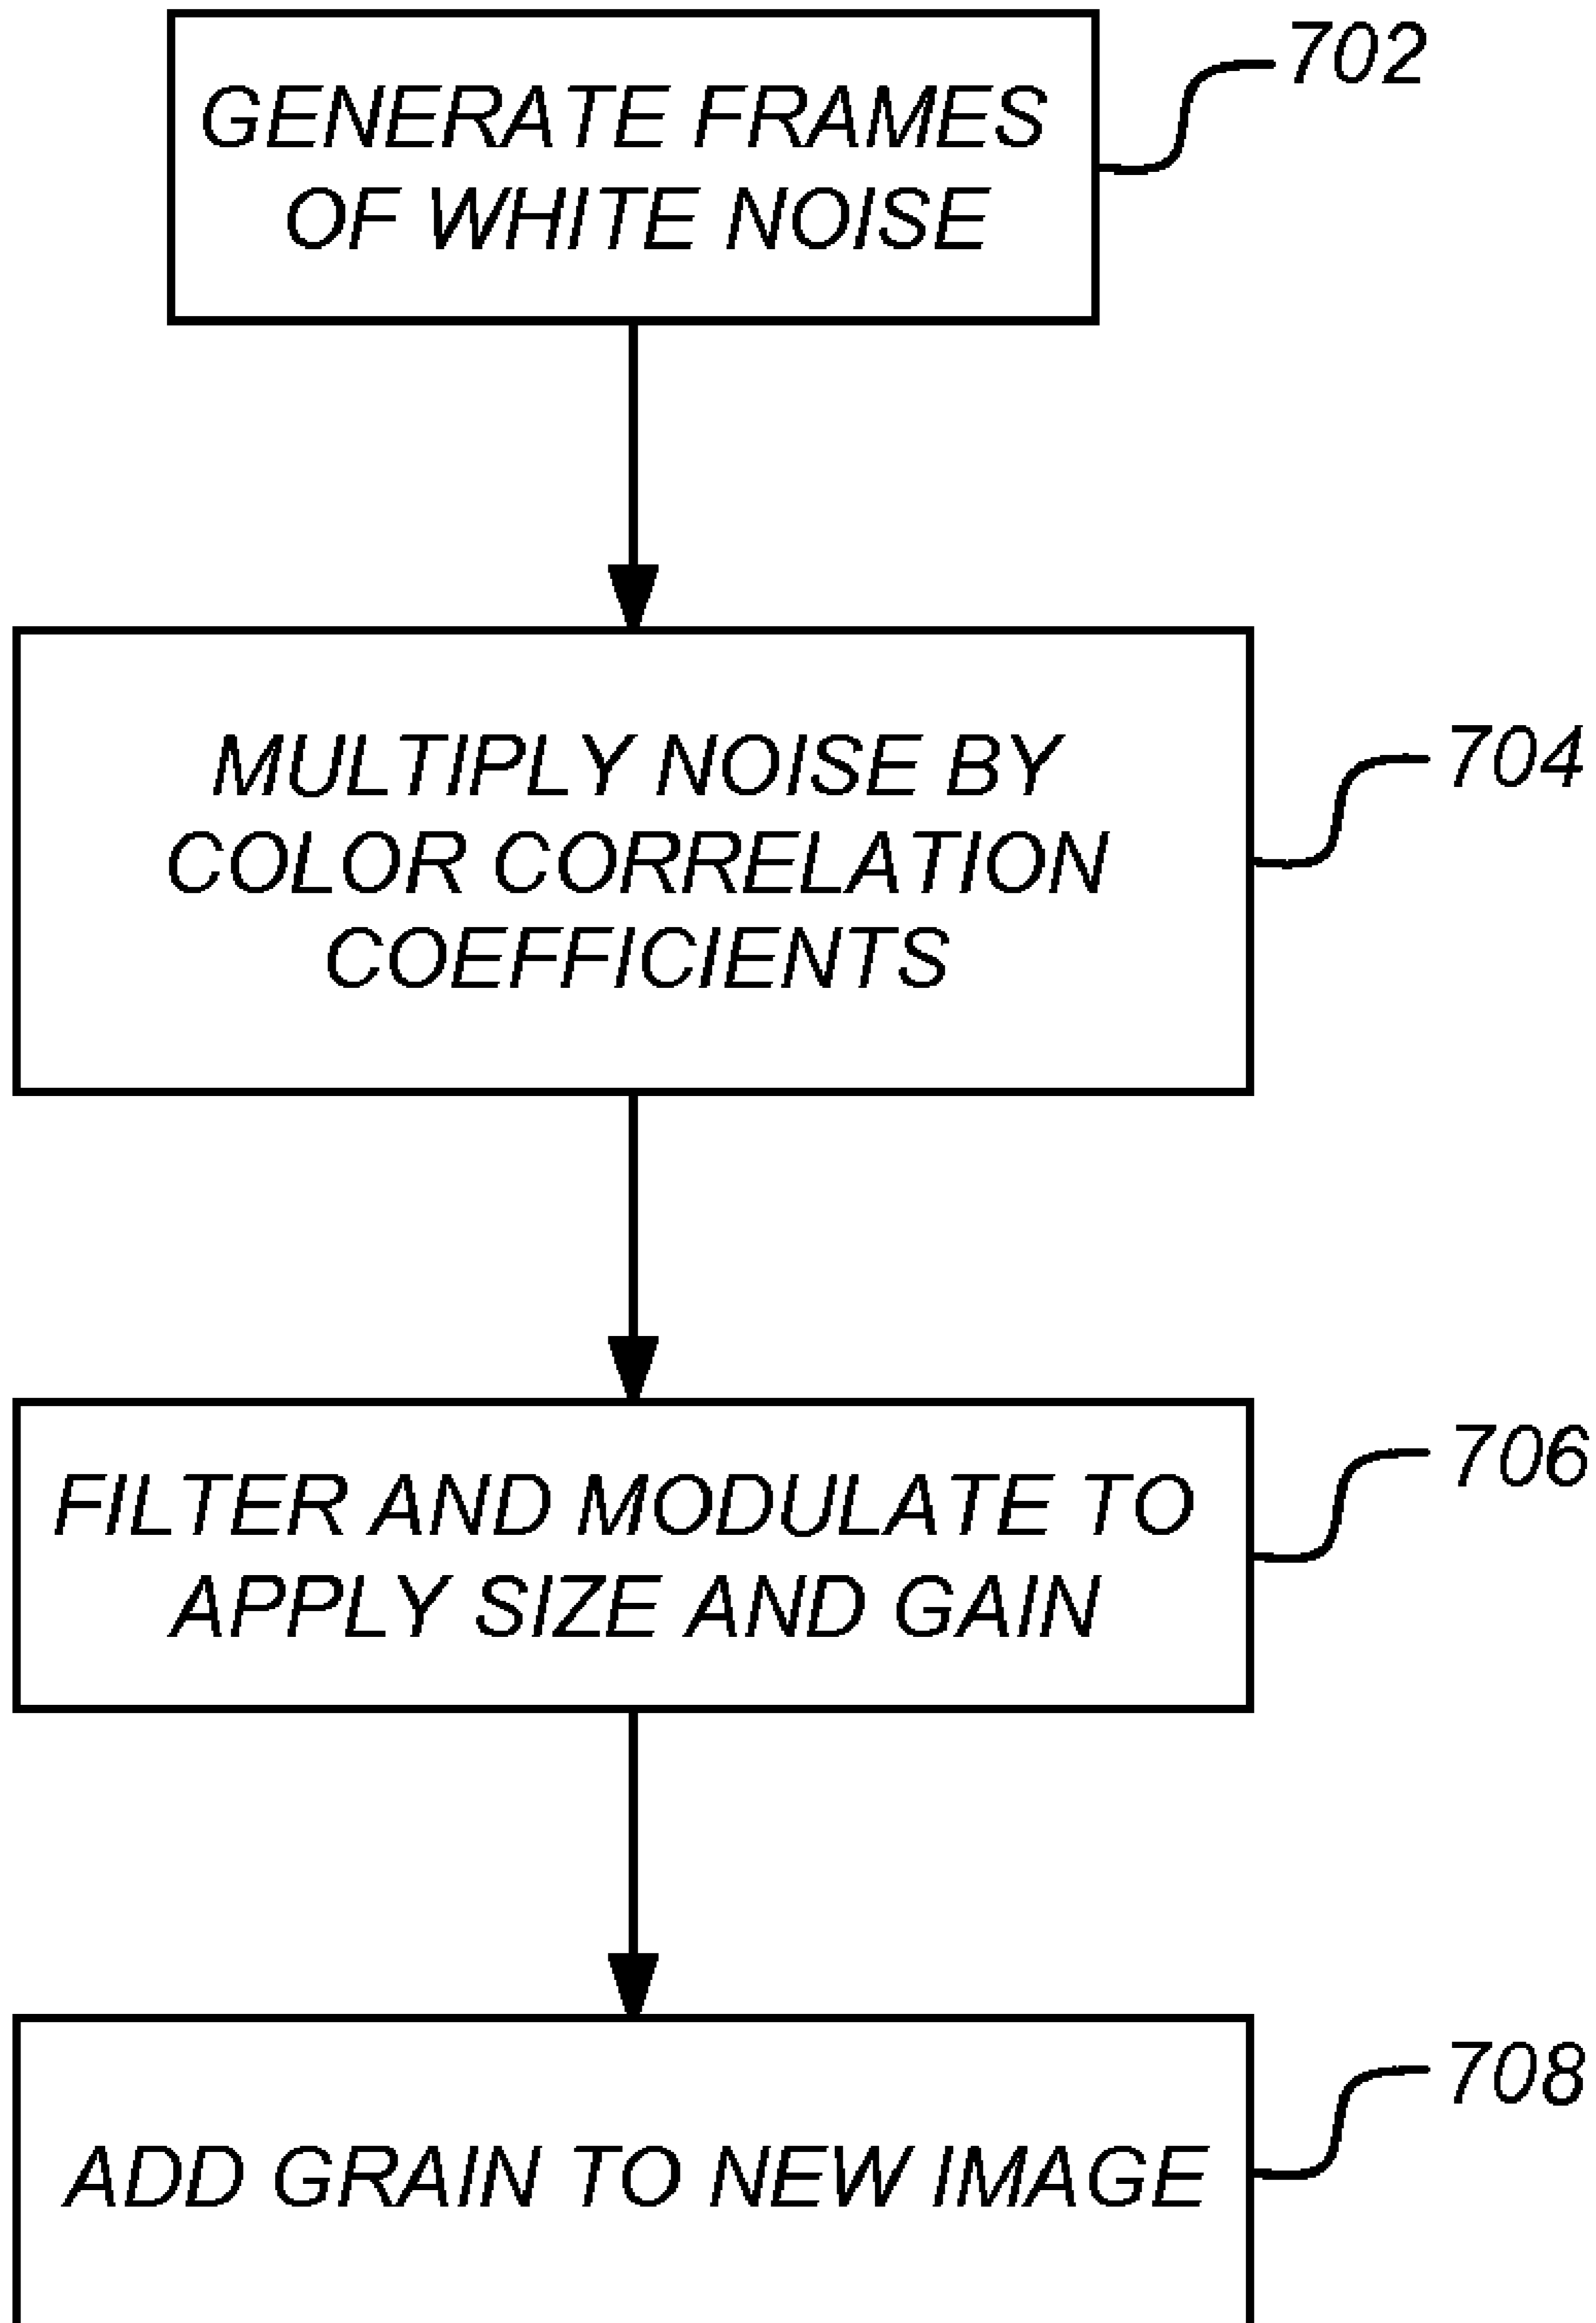 GENERATE FRAMES
OF WHITE NOISE
702
MULTIPLY NOISE BY
COLOR CORRELATION
COEFFICIENTS
704
FILTER AND MODULATE TO
APPLY SIZE AND GAIN
706
ADD GRAIN TO NEW IMAGE
708